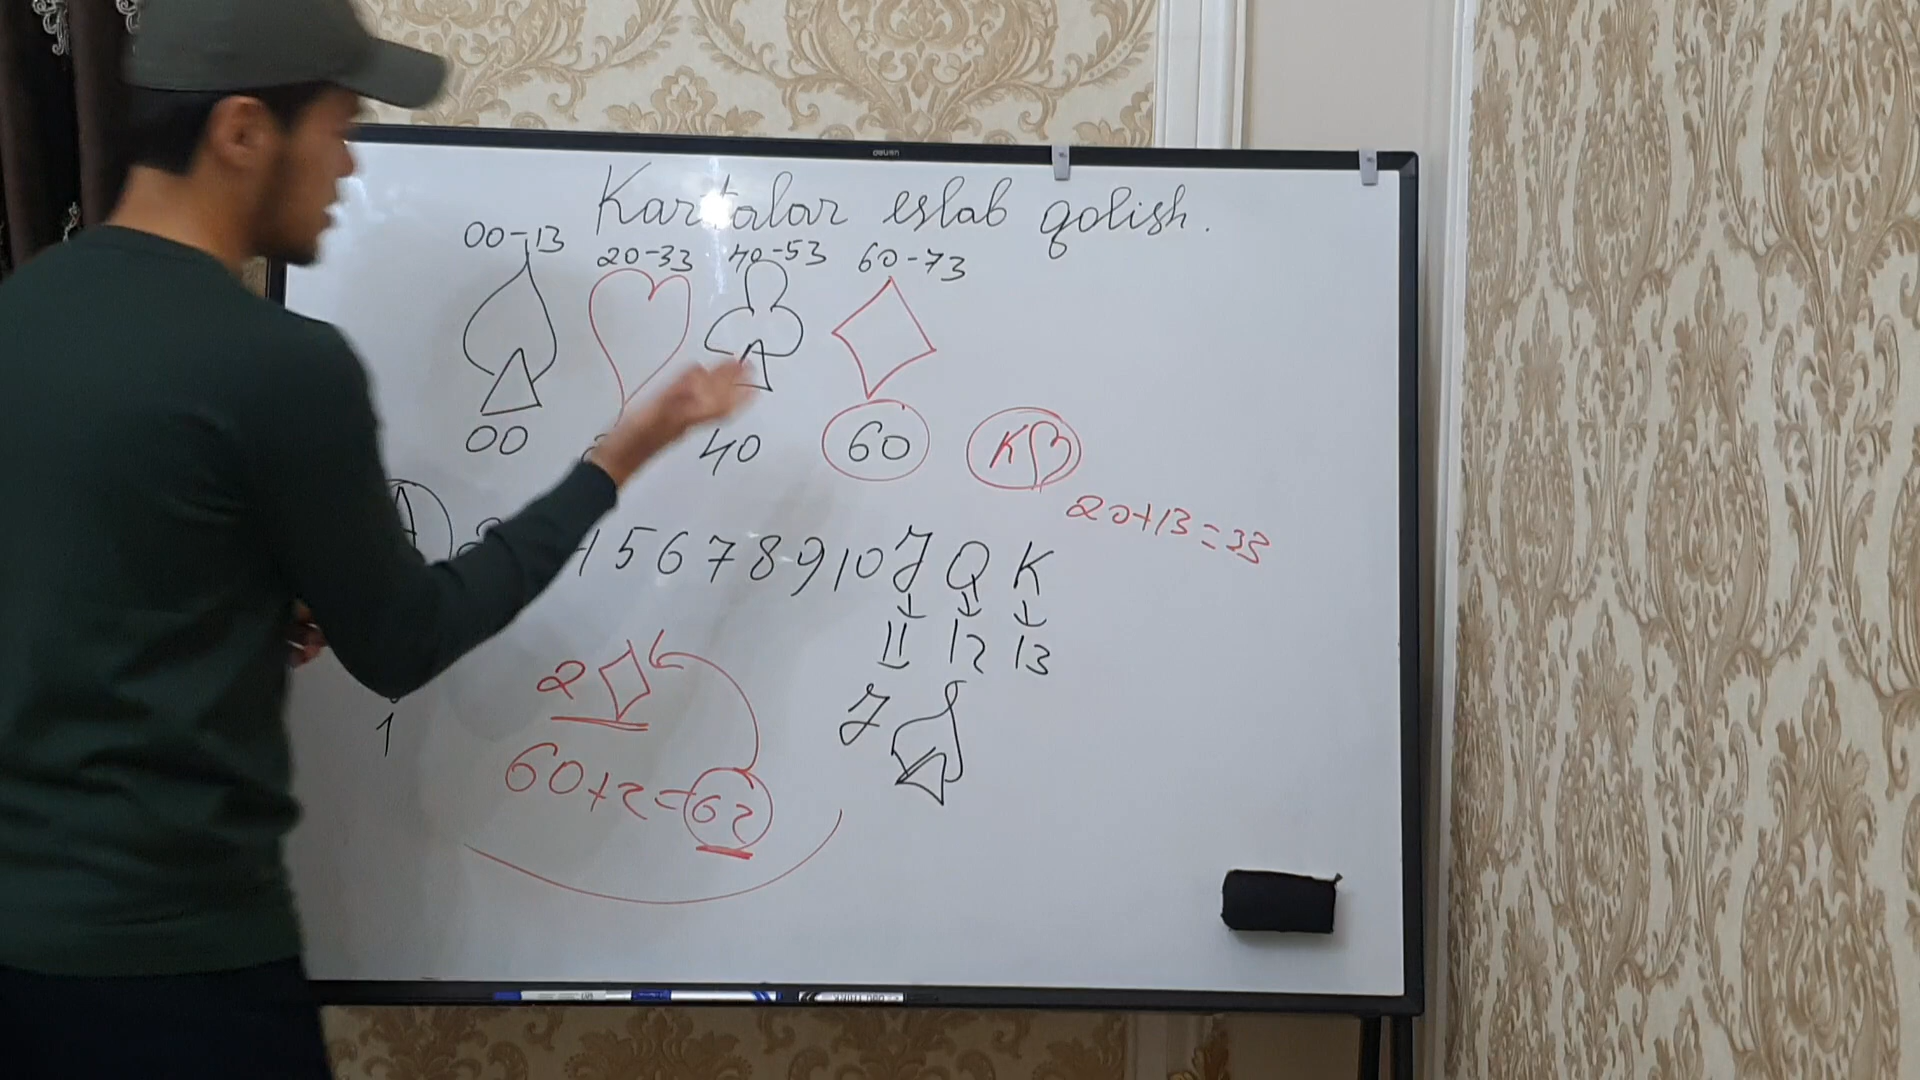 deli
Kartalar eslab qolish.
00-13 20-33 40-53 60-73
00 40 60 K♡
20+13=33
A 5 6 7 8 9 10 J Q K
11 12 13
2♢
J♤
1
60+2=62